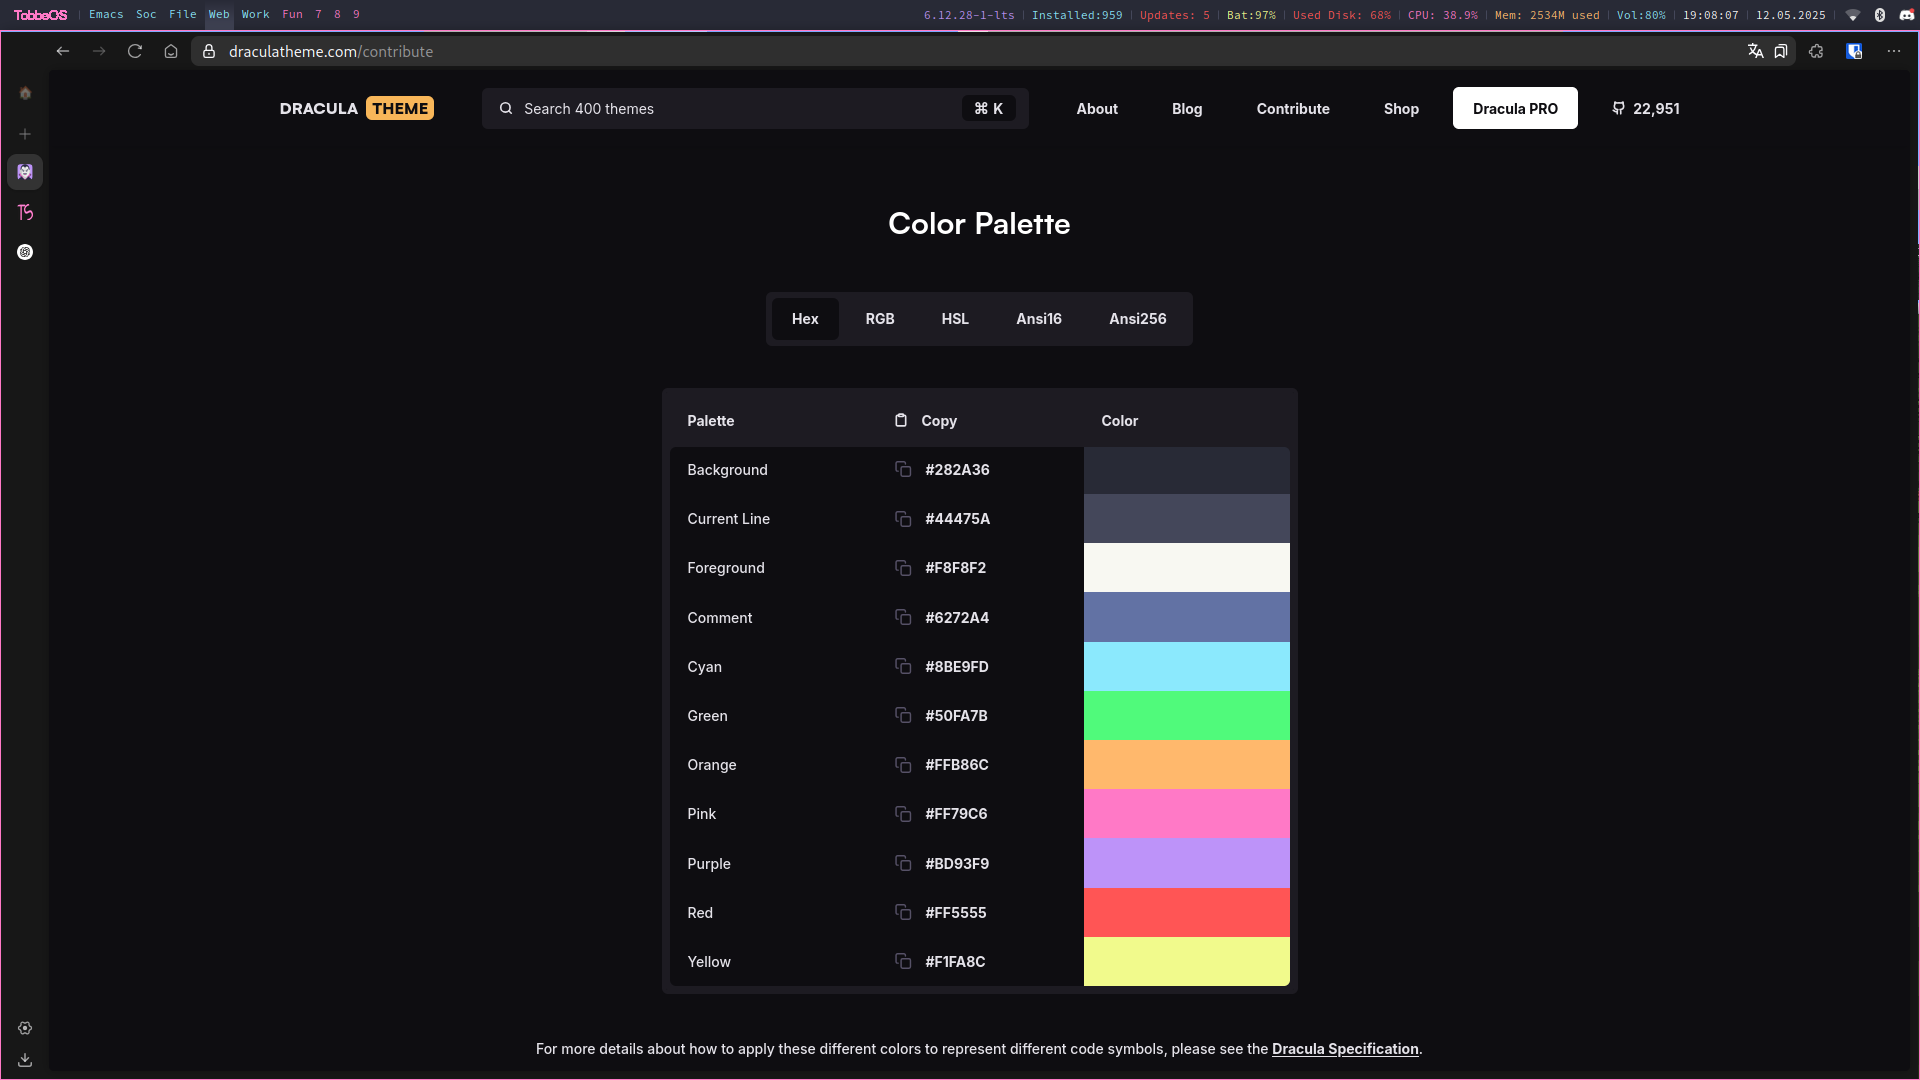 TobbeOS Emacs Soc File Web Work Fun 7 8 9 6.12.28-1-lts Installed:959 Updates: 5 Bat:97% Used Disk: 68% CPU: 38.9% Mem: 2534M used Vol:80% 19:08:07 12.05.2025
draculatheme.com/contribute
DRACULA THEME Search 400 themes ⌘ K About Blog Contribute Shop Dracula PRO 22,951
Color Palette
Hex RGB HSL Ansi16 Ansi256
Palette Copy Color
Background #282A36
Current Line #44475A
Foreground #F8F8F2
Comment #6272A4
Cyan #8BE9FD
Green #50FA7B
Orange #FFB86C
Pink #FF79C6
Purple #BD93F9
Red #FF5555
Yellow #F1FA8C
For more details about how to apply these different colors to represent different code symbols, please see the Dracula Specification.